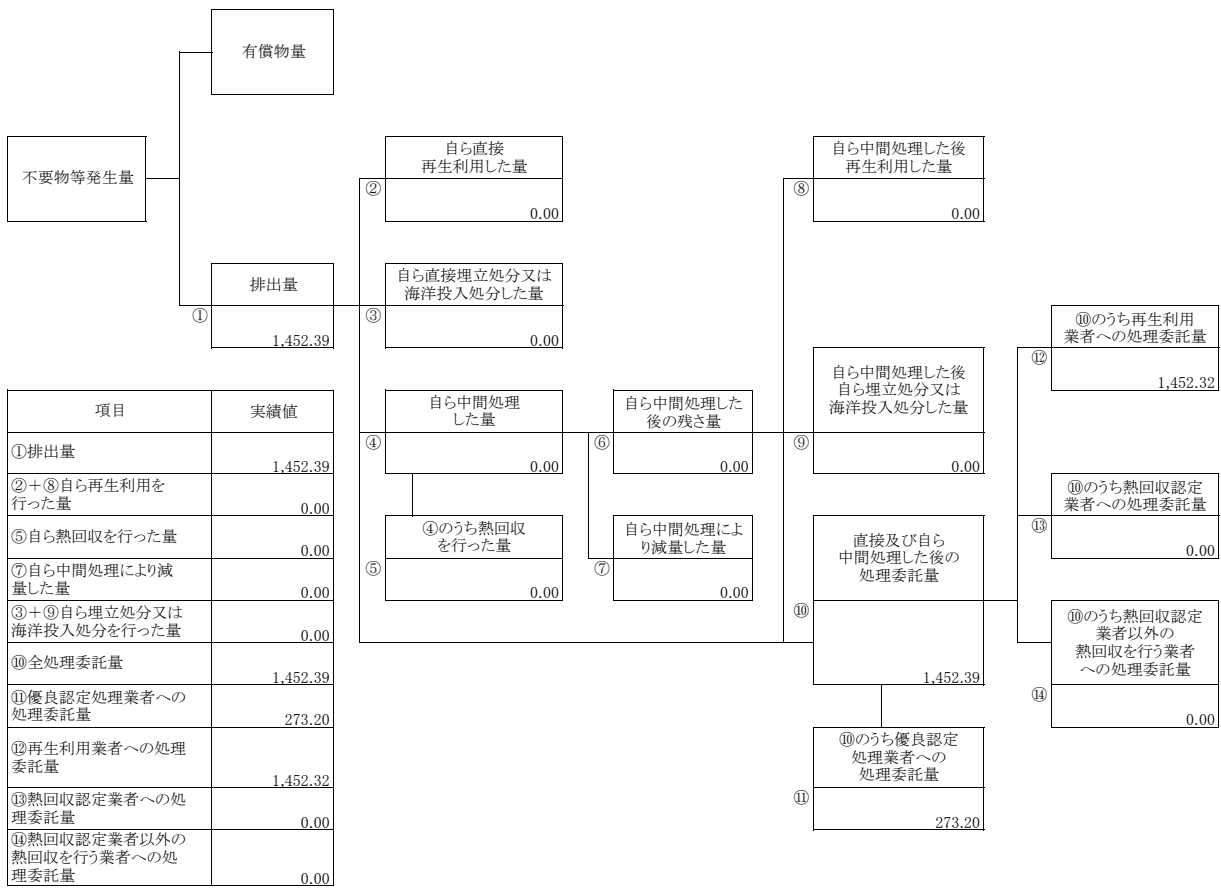 有償物量
不要物等発生量
排出量
①
1,452.39
自ら直接
再生利用した量
②
0.00
自ら直接埋立処分又は
海洋投入処分した量
③
0.00
自ら中間処理
した量
④
0.00
④のうち熱回収
を行った量
⑤
0.00
自ら中間処理した
後の残さ量
⑥
0.00
自ら中間処理によ
り減量した量
⑦
0.00
自ら中間処理した後
再生利用した量
⑧
0.00
自ら中間処理した後
自ら埋立処分又は
海洋投入処分した量
⑨
0.00
直接及び自ら
中間処理した後の
処理委託量
⑩
1,452.39
⑩のうち優良認定
処理業者への
処理委託量
⑪
273.20
⑩のうち再生利用
業者への処理委託量
⑫
1,452.32
⑩のうち熱回収認定
業者への処理委託量
⑬
0.00
⑩のうち熱回収認定
業者以外の
熱回収を行う業者
への処理委託量
⑭
0.00
項目 実績値
①排出量
1,452.39
②＋⑧自ら再生利用を
行った量
0.00
⑤自ら熱回収を行った量
0.00
⑦自ら中間処理により減
量した量
0.00
③＋⑨自ら埋立処分又は
海洋投入処分を行った量
0.00
⑩全処理委託量
1,452.39
⑪優良認定処理業者への
処理委託量
273.20
⑫再生利用業者への処理
委託量
1,452.32
⑬熱回収認定業者への処
理委託量
0.00
⑭熱回収認定業者以外の
熱回収を行う業者への処
理委託量
0.00